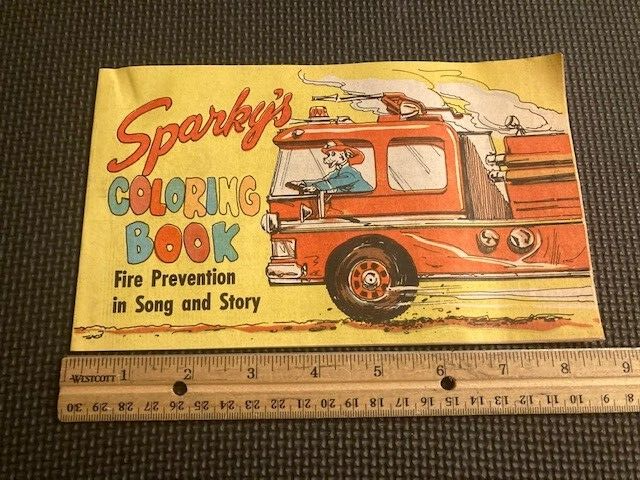 Sparky's
COLORING
BOOK
Fire Prevention
in Song and Story
WESTCOTT 1 2 3 4 5 6 7 8 9
30 29 28 27 26 25 24 23 22 21 20 19 18 17 16 15 14 13 12 11 10 9 8